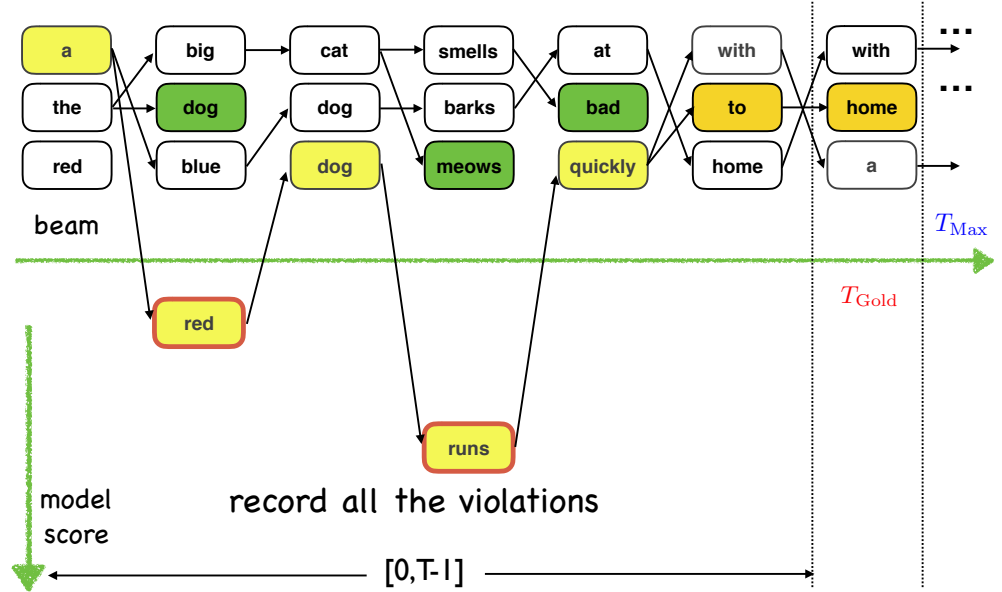 a big cat smells at with with ...
the dog dog barks bad to home ...
red blue dog meows quickly home a
beam
T_Max
T_Gold
red
runs
model
score
record all the violations
[0,T-1]